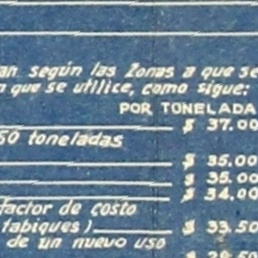 an según las Zonas a que se
n que se utilice, como sigue:
POR TONELADA
$ 37.00
50 toneladas
$ 35.00
$ 35.00
$ 34.00
factor de costo
tabiques) $ 33.50
de un nuevo uso